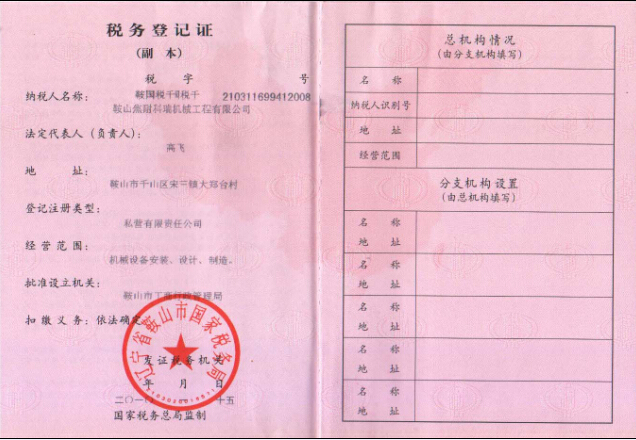 税务登记证
(副 本)
税 字 号
鞍国税千
税千
210311699412008
纳税人名称:
鞍山焦耐科瑞机械工程有限公司
法定代表人(负责人):
高飞
地 址:
鞍山市千山区宋三镇大郑台村
登记注册类型:
私营有限责任公司
经营范围:
机械设备安装、设计、制造。
批准设立机关:
鞍山市工商行政管理局
扣缴义务:依法确定
辽宁省鞍山市国家税务局
发证税务机关
年 月 日
二〇一
十五
国家税务总局监制
总机构情况
(由分支机构填写)
名 称
纳税人识别号
地 址
经营范围
分支机构设置
(由总机构填写)
名 称
地 址
名 称
地 址
名 称
地 址
名 称
地 址
名 称
地 址